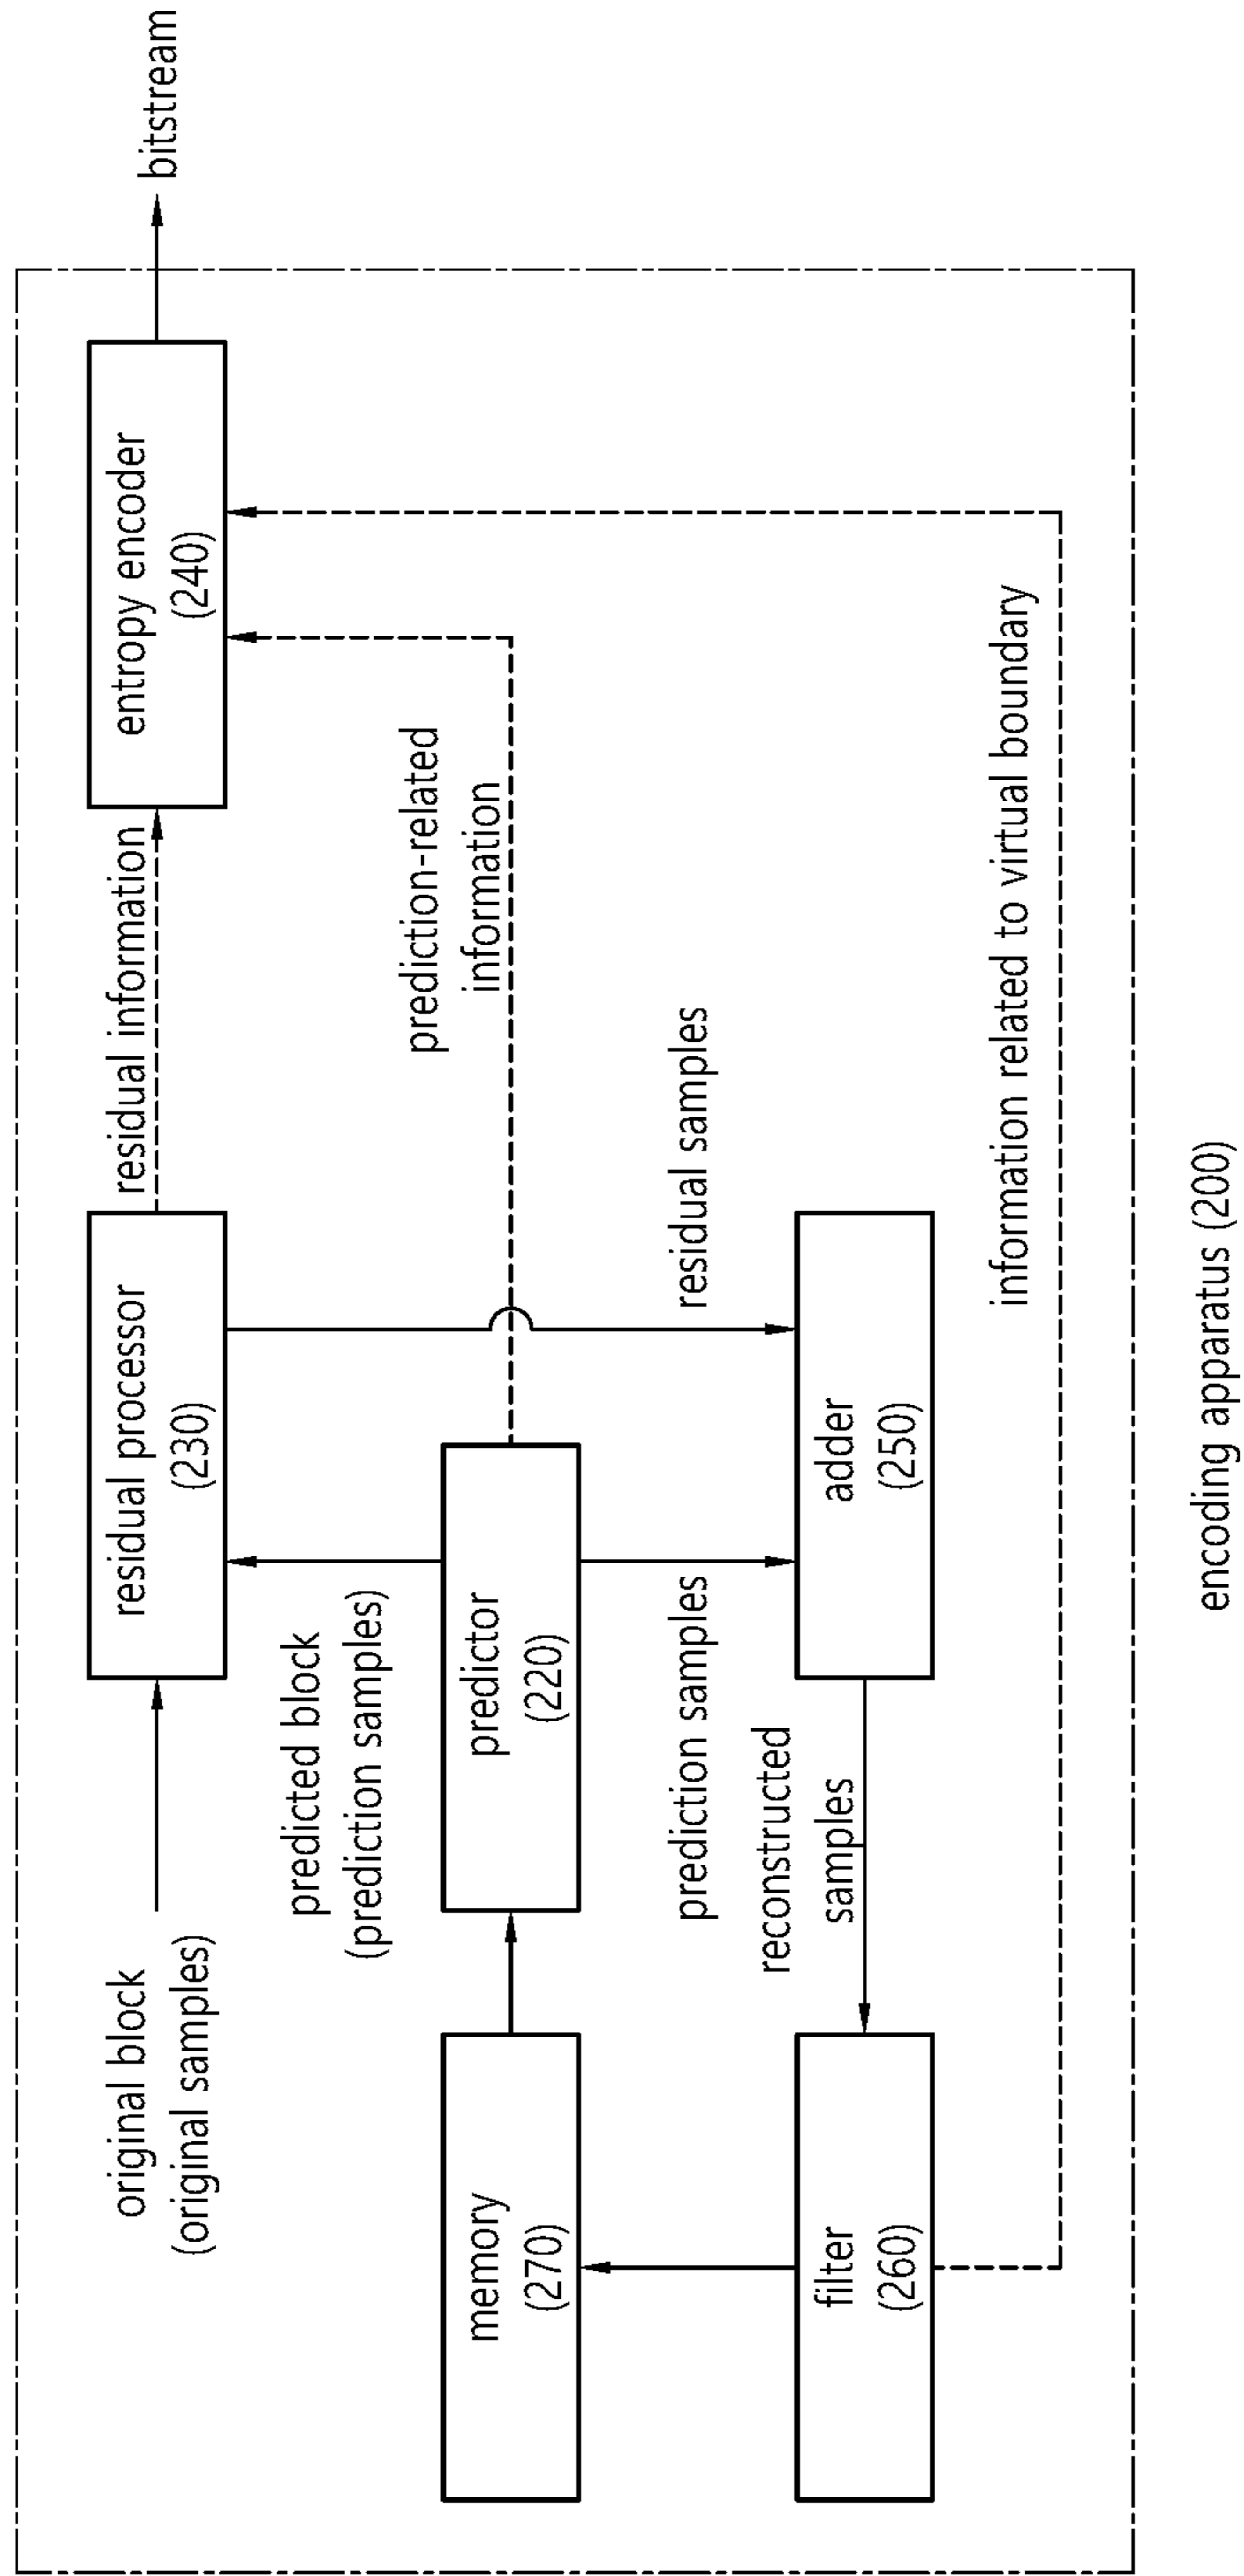 original block
(original samples)
residual processor
(230)
residual information
entropy encoder
(240)
bitstream
predicted block
(prediction samples)
prediction-related
information
memory
(270)
predictor
(220)
prediction samples
residual samples
reconstructed
samples
filter
(260)
adder
(250)
information related to virtual boundary
encoding apparatus (200)